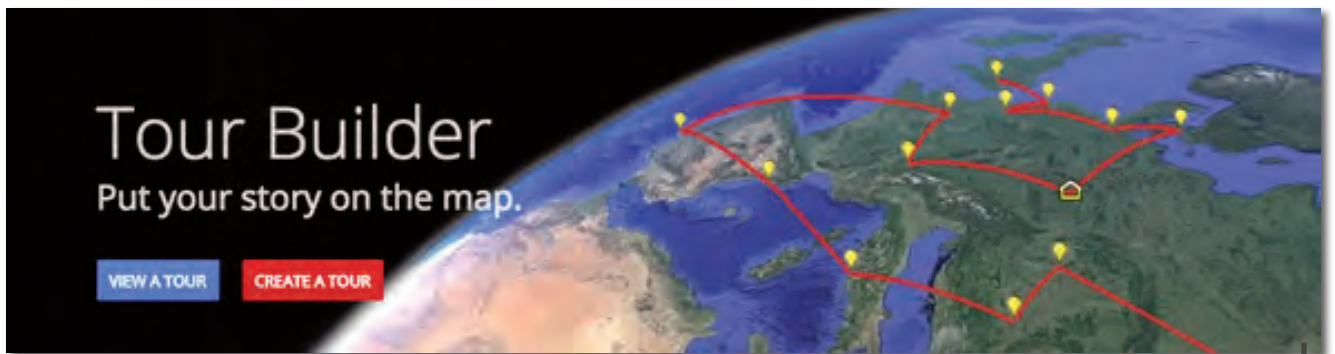 Tour Builder
Put your story on the map.
VIEW A TOUR
CREATE A TOUR